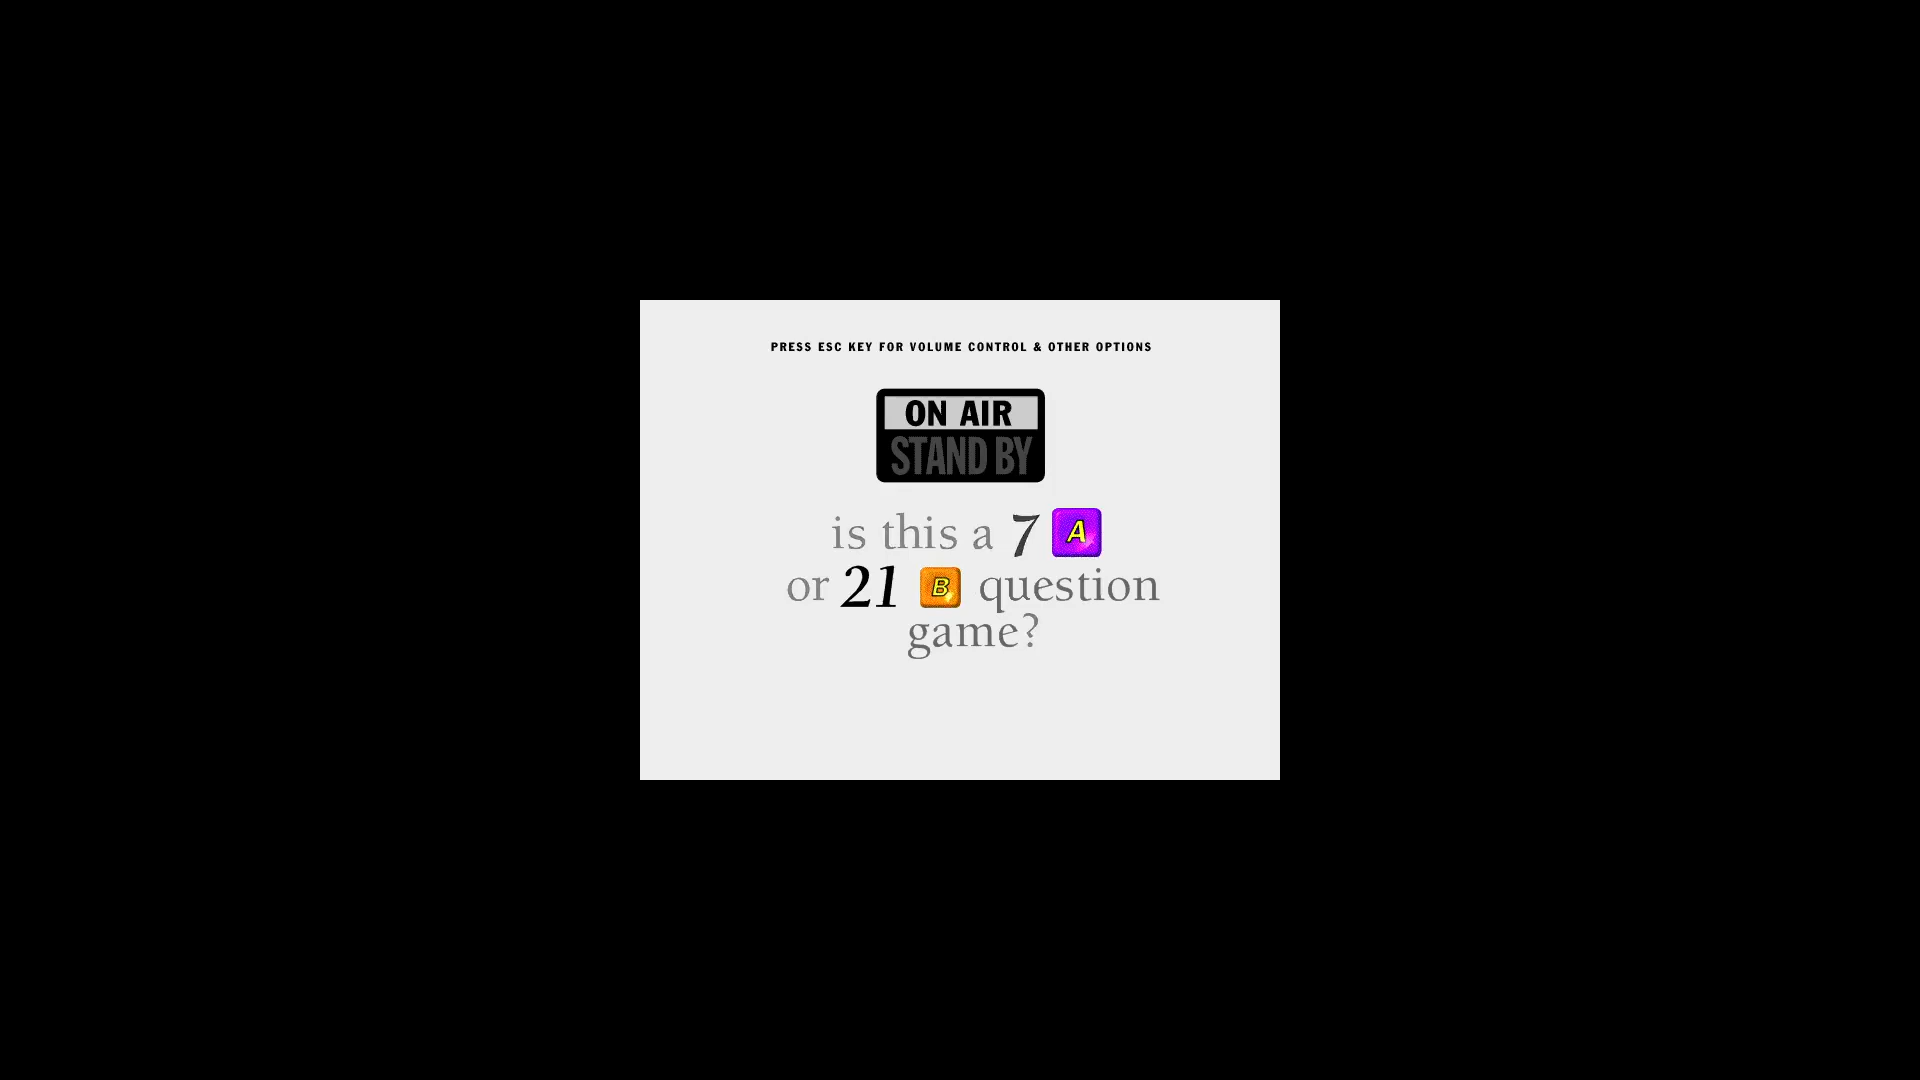 PRESS ESC KEY FOR VOLUME CONTROL & OTHER OPTIONS
ON AIR
STAND BY
is this a 7 A
or 21 B question
game?